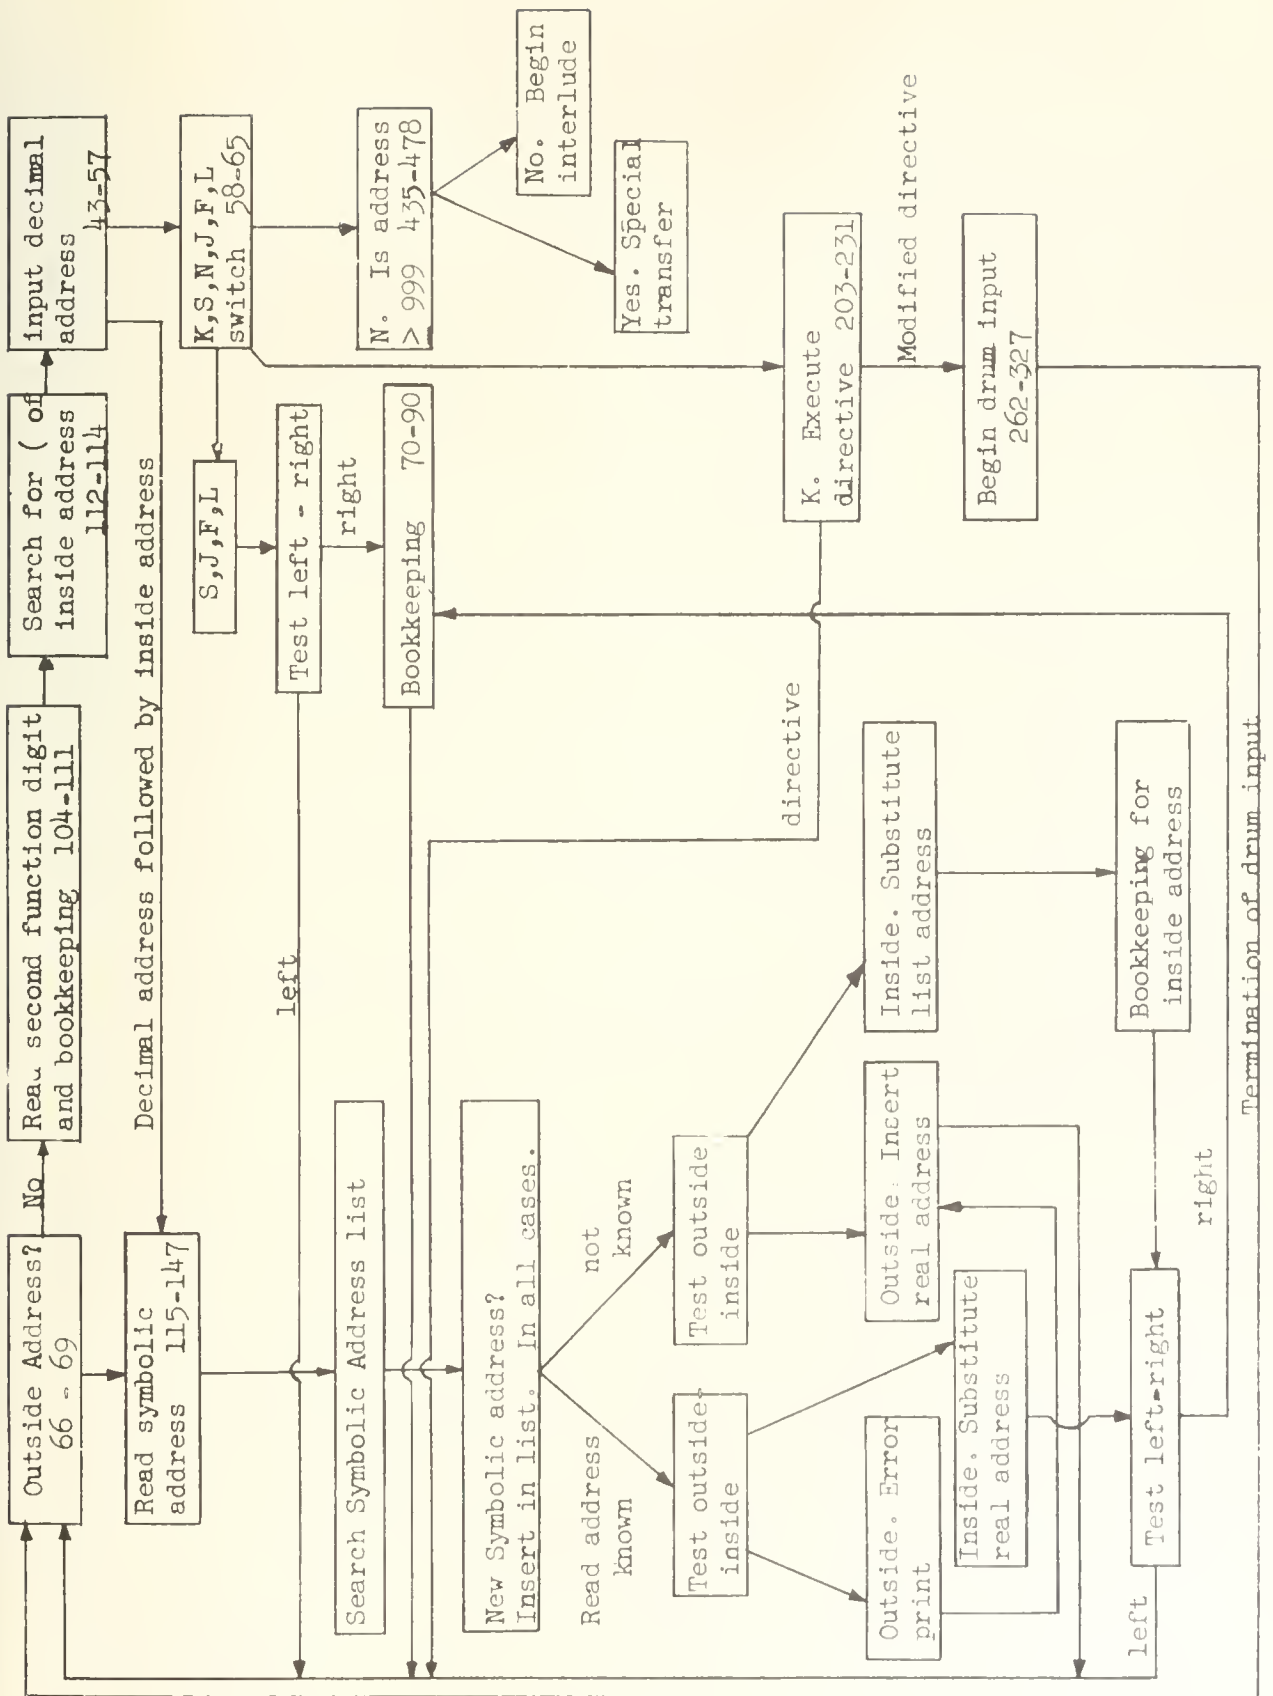 Outside Address?
66 - 69
No
Read second function digit
and bookkeeping 104-111
Search for ( of
inside address
112-114
input decimal
address
43-57
Decimal address followed by inside address
Read symbolic
address 115-147
K,S,N,J,F,L
switch 58-65
S,J,F,L
Test left - right
left
right
N. Is address
> 999 435-478
No. Begin
interlude
Yes. Special
transfer
Search Symbolic Address list
Bookkeeping 70-90
New Symbolic address?
Insert in list. In all cases.
Read address
known
not
known
Test outside-
inside
Test outside
inside
directive
K. Execute
directive 203-231
Modified directive
Outside. Error
print
Inside. Substitute
real address
Outside. Insert
real address
Inside. Substitute
list address
Begin drum input
262-327
Test left-right
left
right
Bookkeeping for
inside address
Termination of drum input